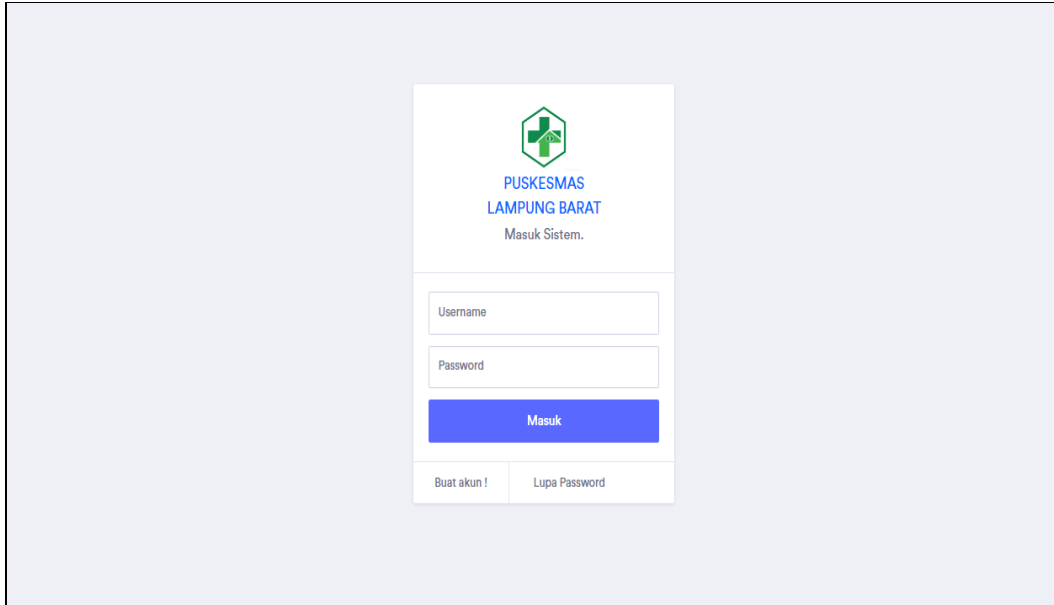 PUSKESMAS
LAMPUNG BARAT
Masuk Sistem.
Username
Password
Masuk
Buat akun !
Lupa Password